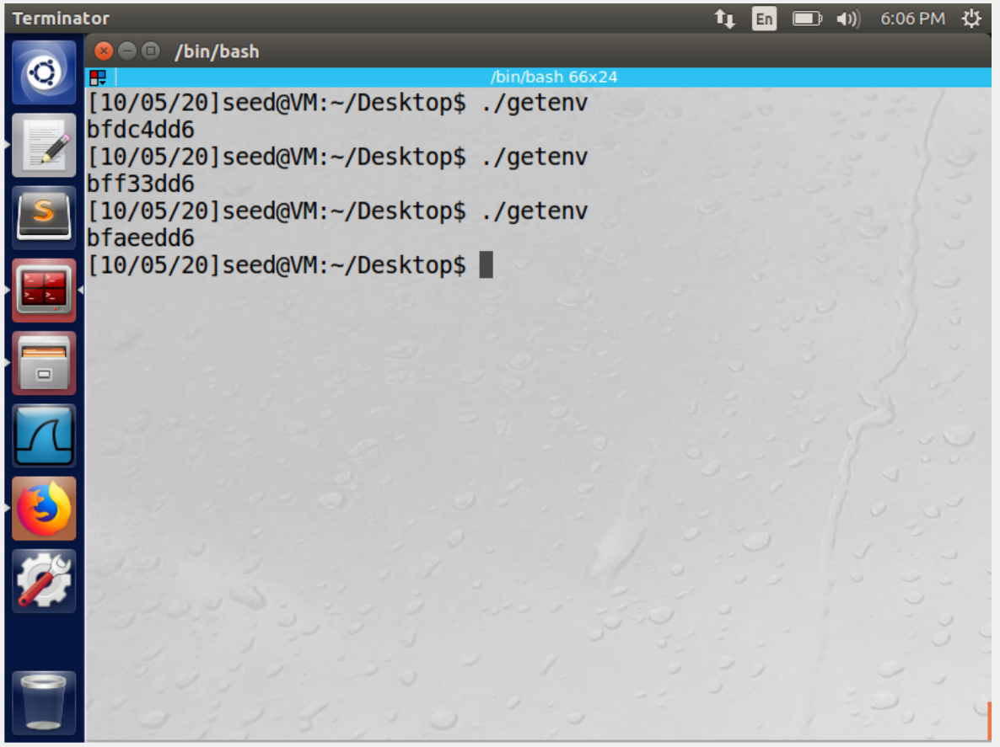 Terminator
En
6:06 PM
/bin/bash
/bin/bash 66x24
[10/05/20]seed@VM:~/Desktop$ ./getenv
bfdc4dd6
[10/05/20]seed@VM:~/Desktop$ ./getenv
bff33dd6
[10/05/20]seed@VM:~/Desktop$ ./getenv
bfaeedd6
[10/05/20]seed@VM:~/Desktop$